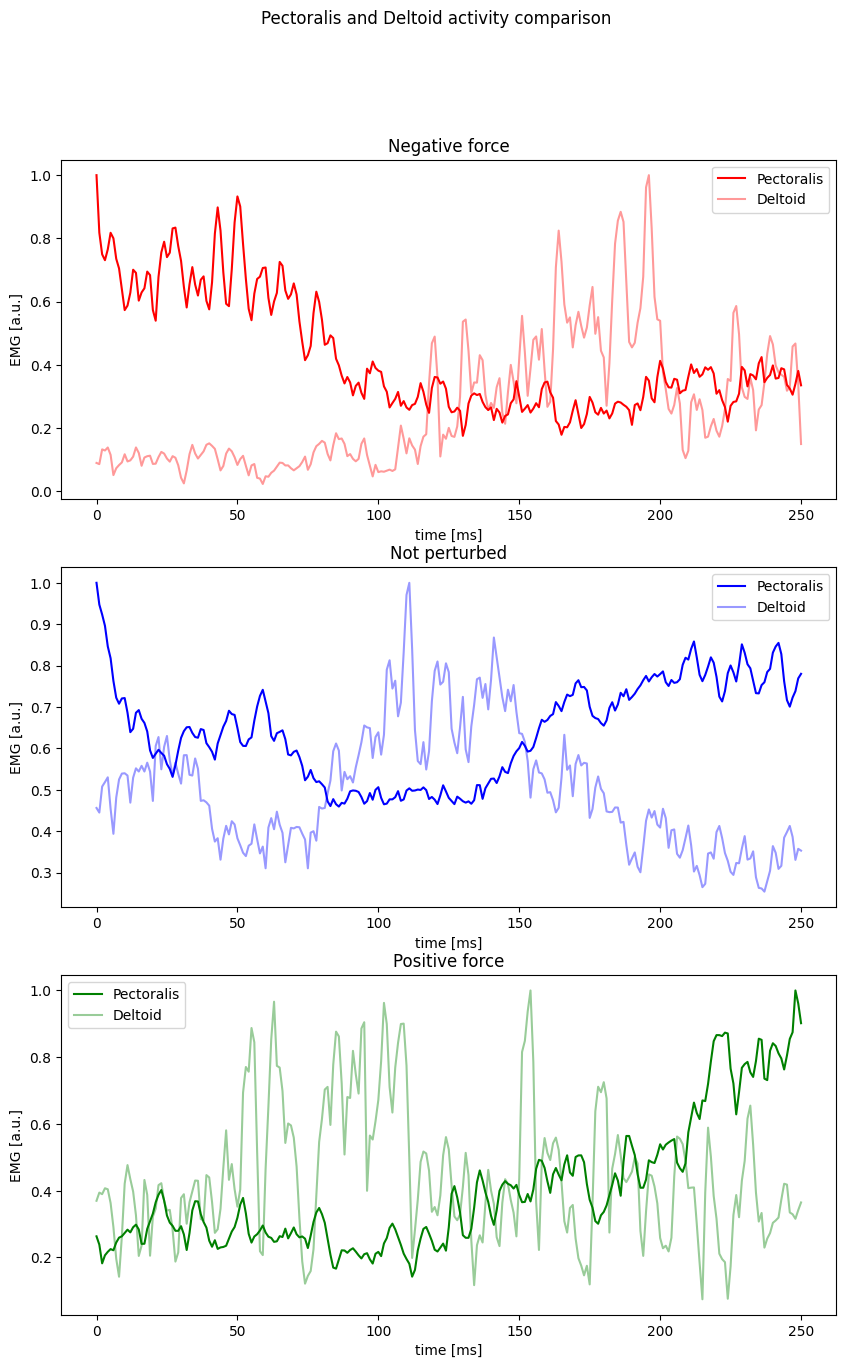 Pectoralis and Deltoid activity comparison
Negative force
Pectoralis
Deltoid
EMG [a.u.]
1.0
0.8
0.6
0.4
0.2
0.0
0 50 100 150 200 250
time [ms]
Not perturbed
Pectoralis
Deltoid
EMG [a.u.]
1.0
0.9
0.8
0.7
0.6
0.5
0.4
0.3
0 50 100 150 200 250
time [ms]
Positive force
Pectoralis
Deltoid
EMG [a.u.]
1.0
0.8
0.6
0.4
0.2
0 50 100 150 200 250
time [ms]